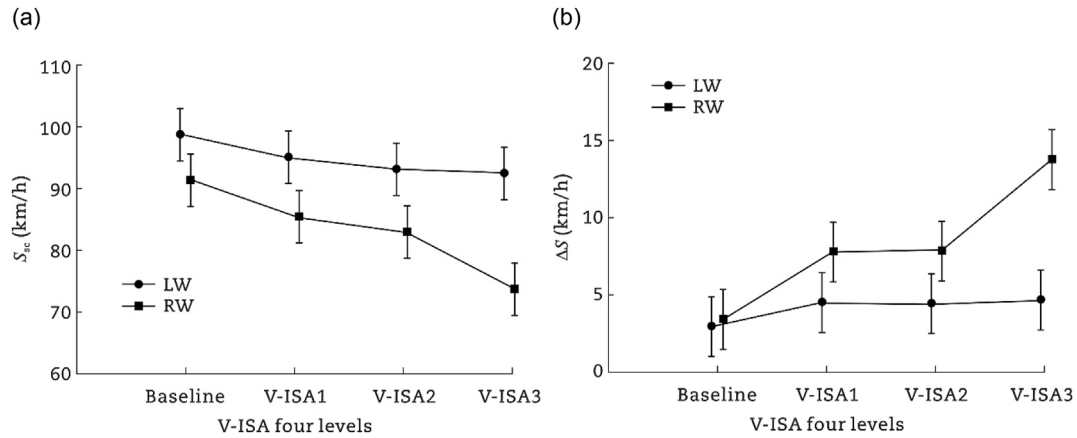 (a)
110
100
90
80
70
60
S_sc (km/h)
LW
RW
Baseline V-ISA1 V-ISA2 V-ISA3
V-ISA four levels
(b)
20
15
10
5
0
ΔS (km/h)
LW
RW
Baseline V-ISA1 V-ISA2 V-ISA3
V-ISA four levels